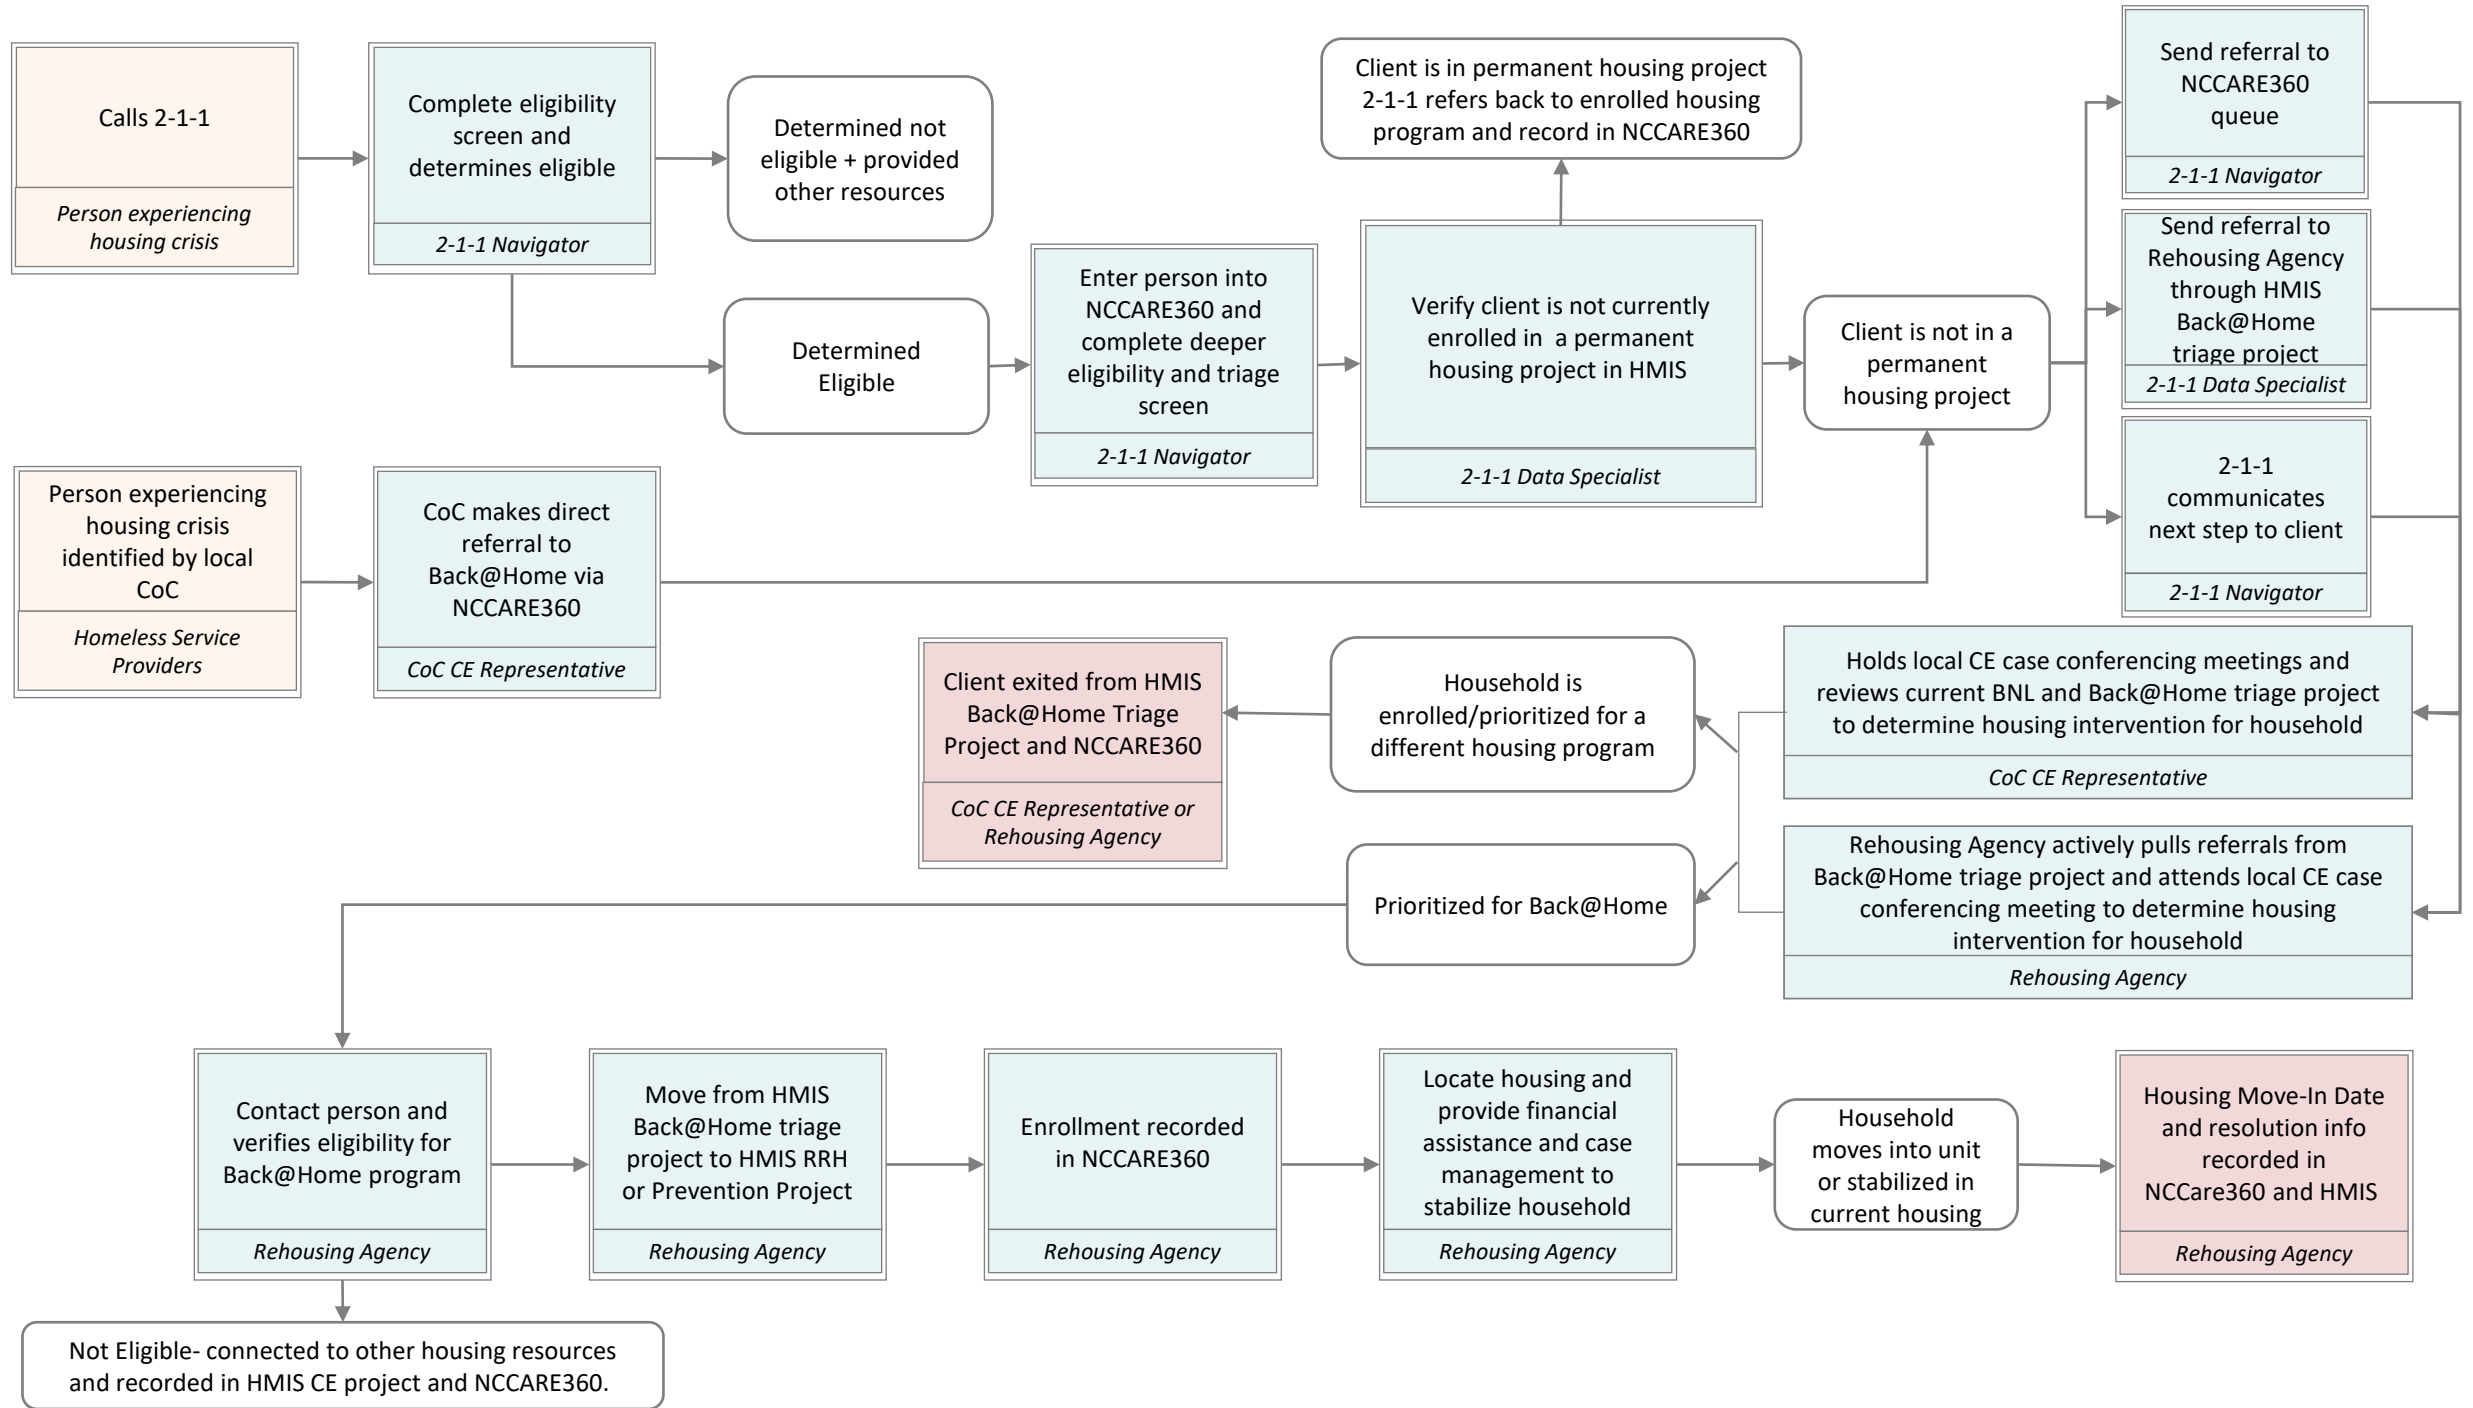 Calls 2-1-1
Person experiencing
housing crisis
Complete eligibility
screen and
determines eligible
2-1-1 Navigator
Determined not
eligible + provided
other resources
Determined
Eligible
Enter person into
NCCARE360 and
complete deeper
eligibility and triage
screen
2-1-1 Navigator
Client is in permanent housing project
2-1-1 refers back to enrolled housing
program and record in NCCARE360
Verify client is not currently
enrolled in a permanent
housing project in HMIS
2-1-1 Data Specialist
Client is not in a
permanent
housing project
Send referral to
NCCARE360
queue
2-1-1 Navigator
Send referral to
Rehousing Agency
through HMIS
Back@Home
triage project
2-1-1 Data Specialist
2-1-1
communicates
next step to client
2-1-1 Navigator
Person experiencing
housing crisis
identified by local
CoC
Homeless Service
Providers
CoC makes direct
referral to
Back@Home via
NCCARE360
CoC CE Representative
Holds local CE case conferencing meetings and
reviews current BNL and Back@Home triage project
to determine housing intervention for household
CoC CE Representative
Rehousing Agency actively pulls referrals from
Back@Home triage project and attends local CE case
conferencing meeting to determine housing
intervention for household
Rehousing Agency
Household is
enrolled/prioritized for a
different housing program
Client exited from HMIS
Back@Home Triage
Project and NCCARE360
CoC CE Representative or
Rehousing Agency
Prioritized for Back@Home
Contact person and
verifies eligibility for
Back@Home program
Rehousing Agency
Not Eligible- connected to other housing resources
and recorded in HMIS CE project and NCCARE360.
Move from HMIS
Back@Home triage
project to HMIS RRH
or Prevention Project
Rehousing Agency
Enrollment recorded
in NCCARE360
Rehousing Agency
Locate housing and
provide financial
assistance and case
management to
stabilize household
Rehousing Agency
Household
moves into unit
or stabilized in
current housing
Housing Move-In Date
and resolution info
recorded in
NCCare360 and HMIS
Rehousing Agency